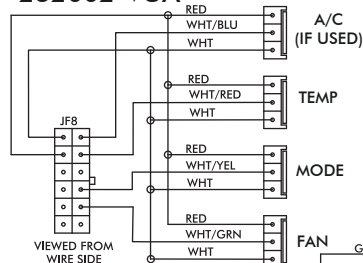 RED
WHT/BLU
WHT
A/C
(IF USED)
RED
WHT/RED
WHT
TEMP
JF8
RED
WHT/YEL
WHT
MODE
RED
WHT/GRN
WHT
FAN
VIEWED FROM
WIRE SIDE
G